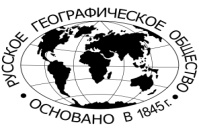 РУССКОЕ ГЕОГРАФИЧЕСКОЕ ОБЩЕСТВО
• ОСНОВАНО В 1845 г. •